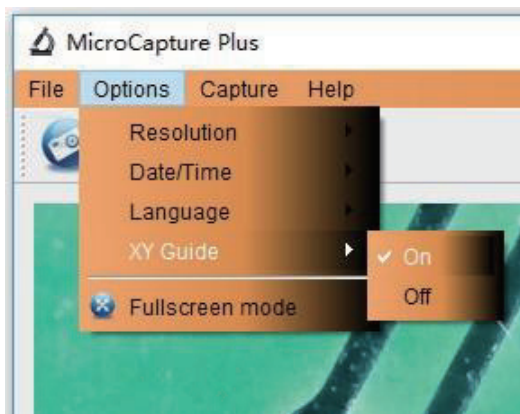 MicroCapture Plus
File Options Capture Help
Resolution
Date/Time
Language
XY Guide
On
Off
Fullscreen mode